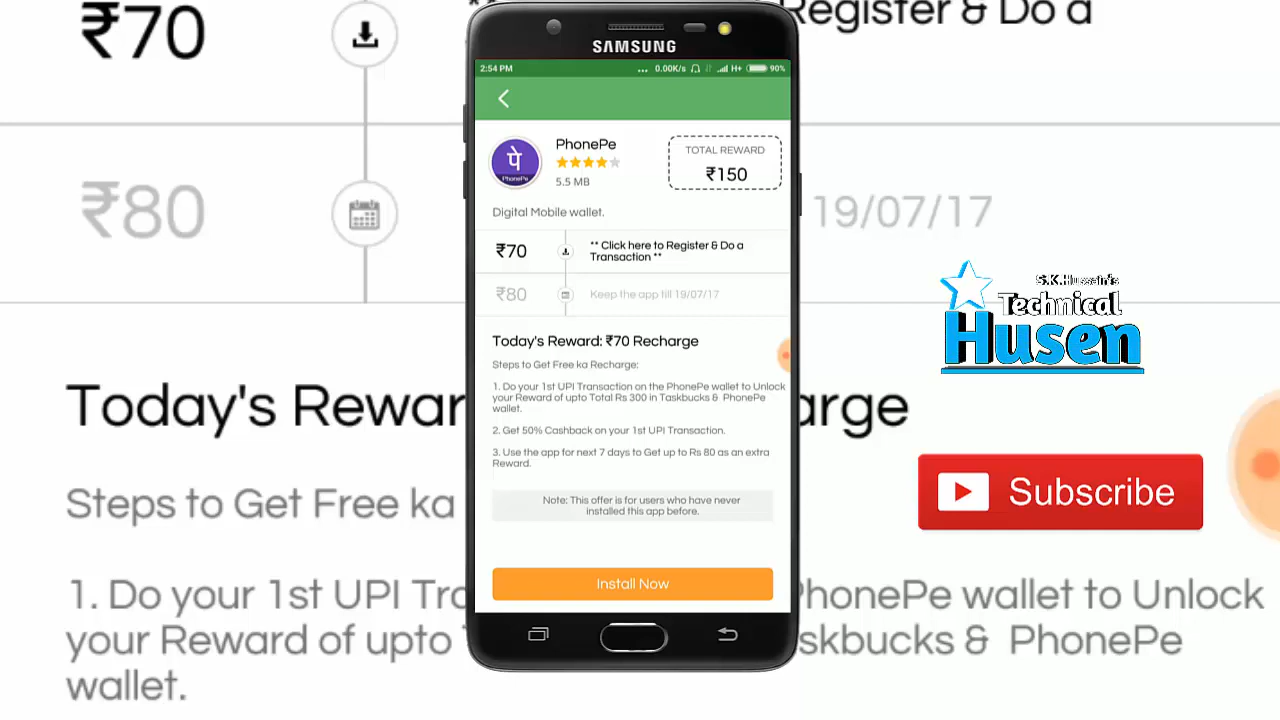 ₹70
Register & Do a
₹80
19/07/17
Today's Rewar
arge
Steps to Get Free ka
1. Do your 1st UPI Tra
PhonePe wallet to Unlock
your Reward of upto
skbucks & PhonePe
wallet.
SAMSUNG
2:54 PM
... 0.00K/s H+ 90%
पे
PhonePe
PhonePe
5.5 MB
TOTAL REWARD
₹150
Digital Mobile wallet.
₹70
** Click here to Register & Do a
Transaction **
₹80
Keep the app till 19/07/17
Today's Reward: ₹70 Recharge
Steps to Get Free ka Recharge:
1. Do your 1st UPI Transaction on the PhonePe wallet to Unlock
your Reward of upto Total Rs 300 in Taskbucks & PhonePe
wallet.
2. Get 50% Cashback on your 1st UPI Transaction.
3. Use the app for next 7 days to Get up to Rs 80 as an extra
Reward.
Note: This offer is for users who have never
installed this app before.
Install Now
S.K.Hussain's
Technical
Husen
Subscribe